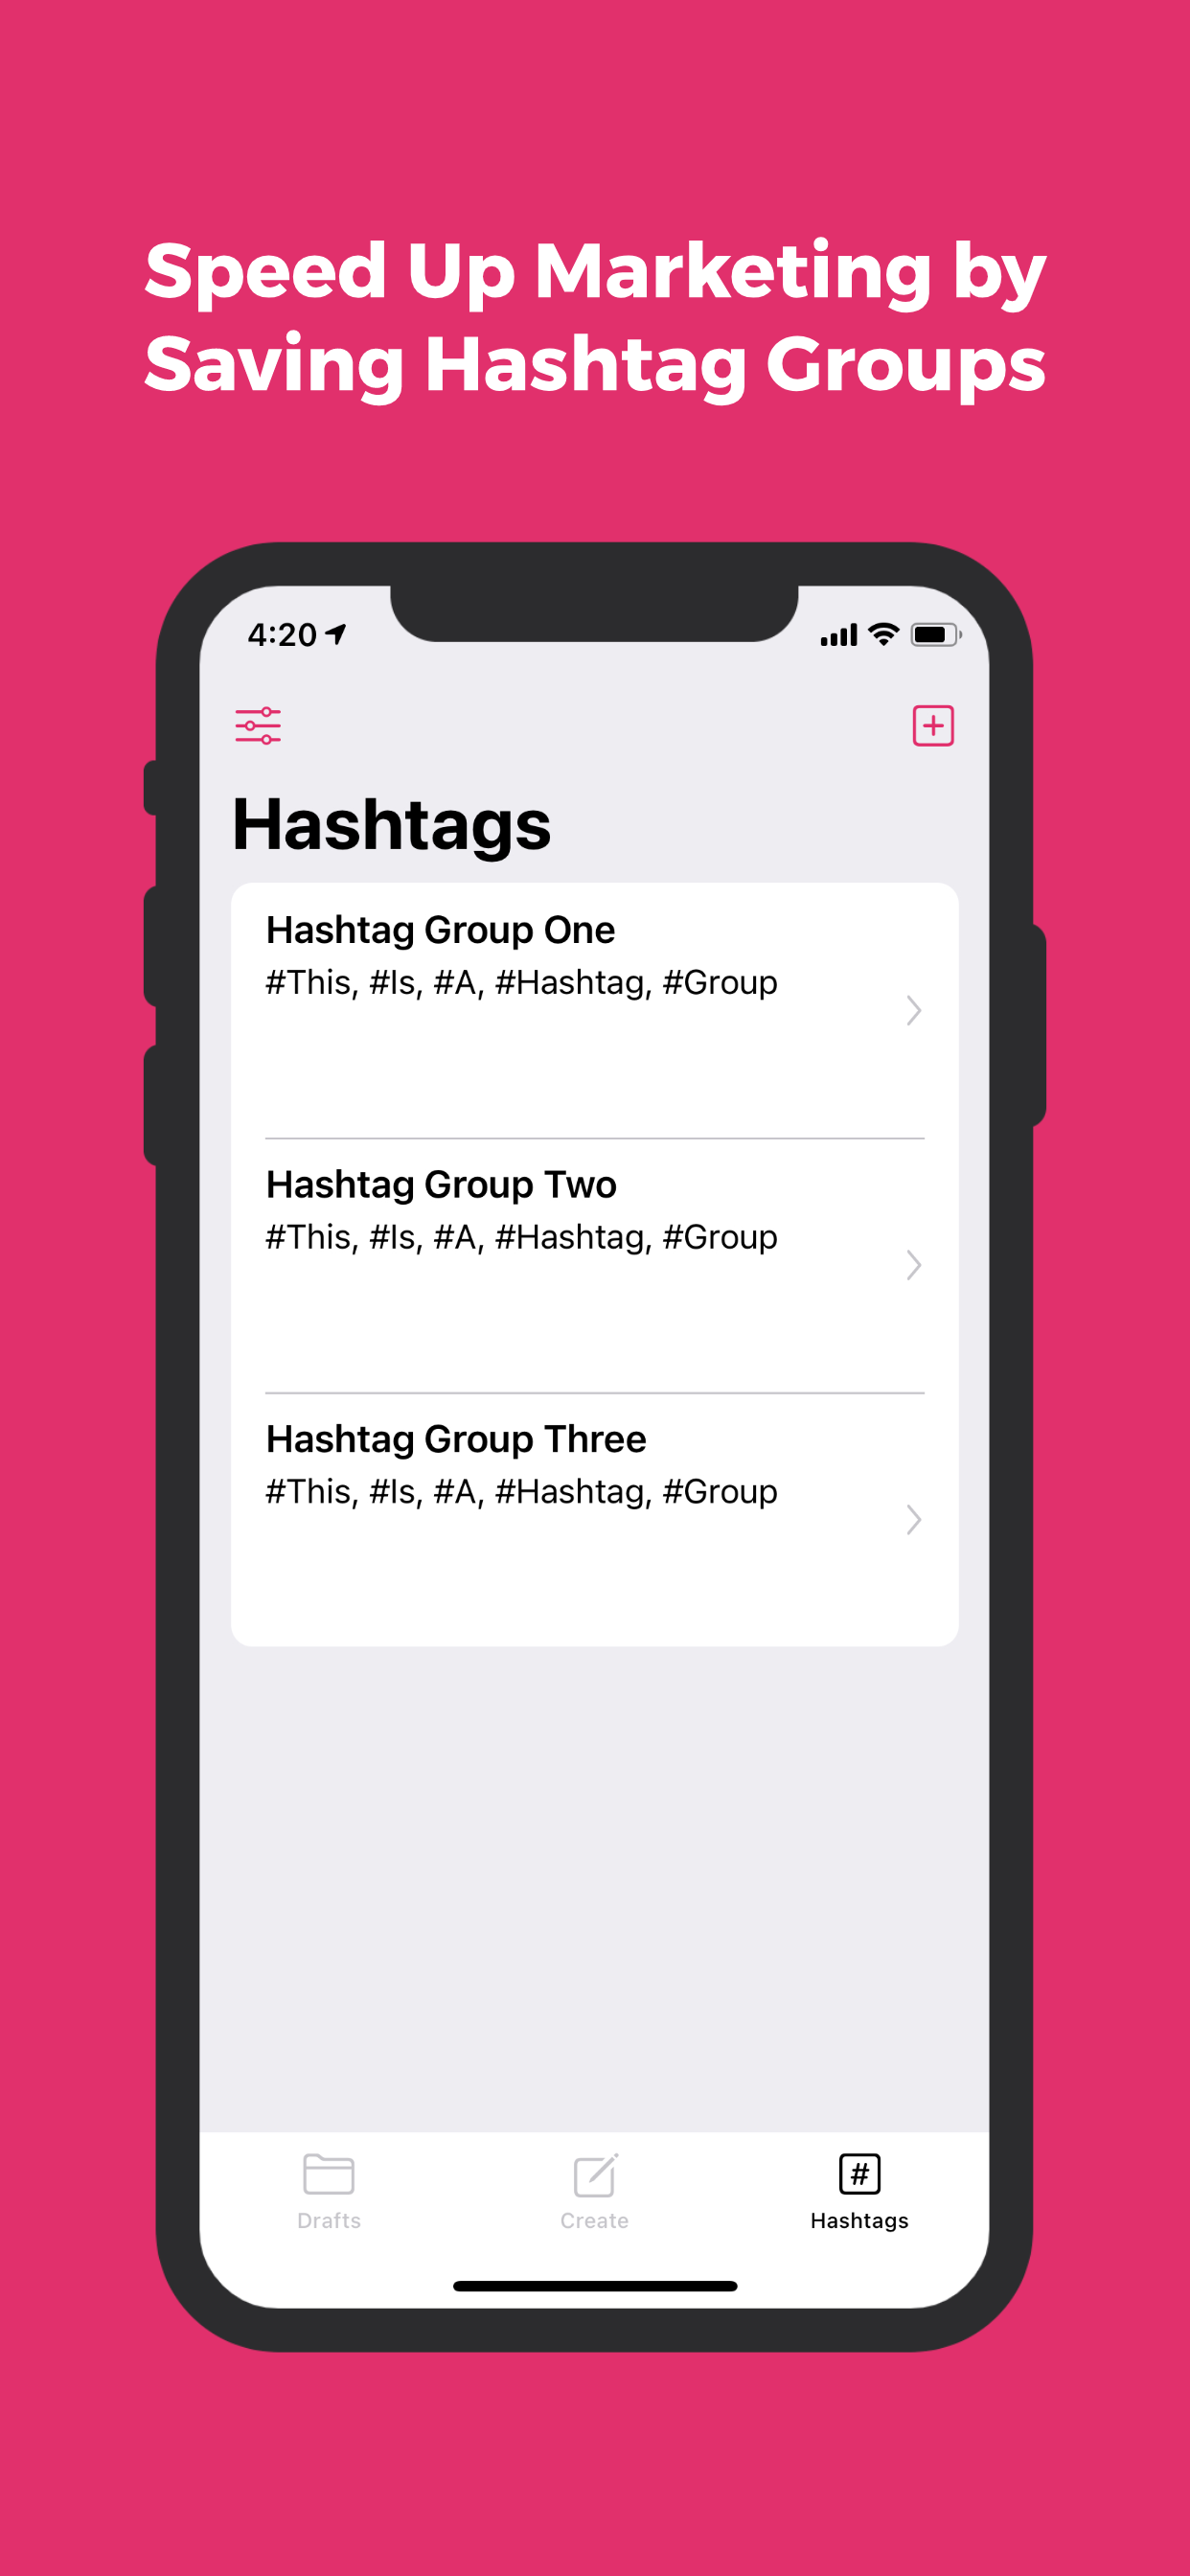 Speed Up Marketing by
Saving Hashtag Groups
4:20
Hashtags
Hashtag Group One
#This, #Is, #A, #Hashtag, #Group
Hashtag Group Two
#This, #Is, #A, #Hashtag, #Group
Hashtag Group Three
#This, #Is, #A, #Hashtag, #Group
#
Drafts
Create
Hashtags